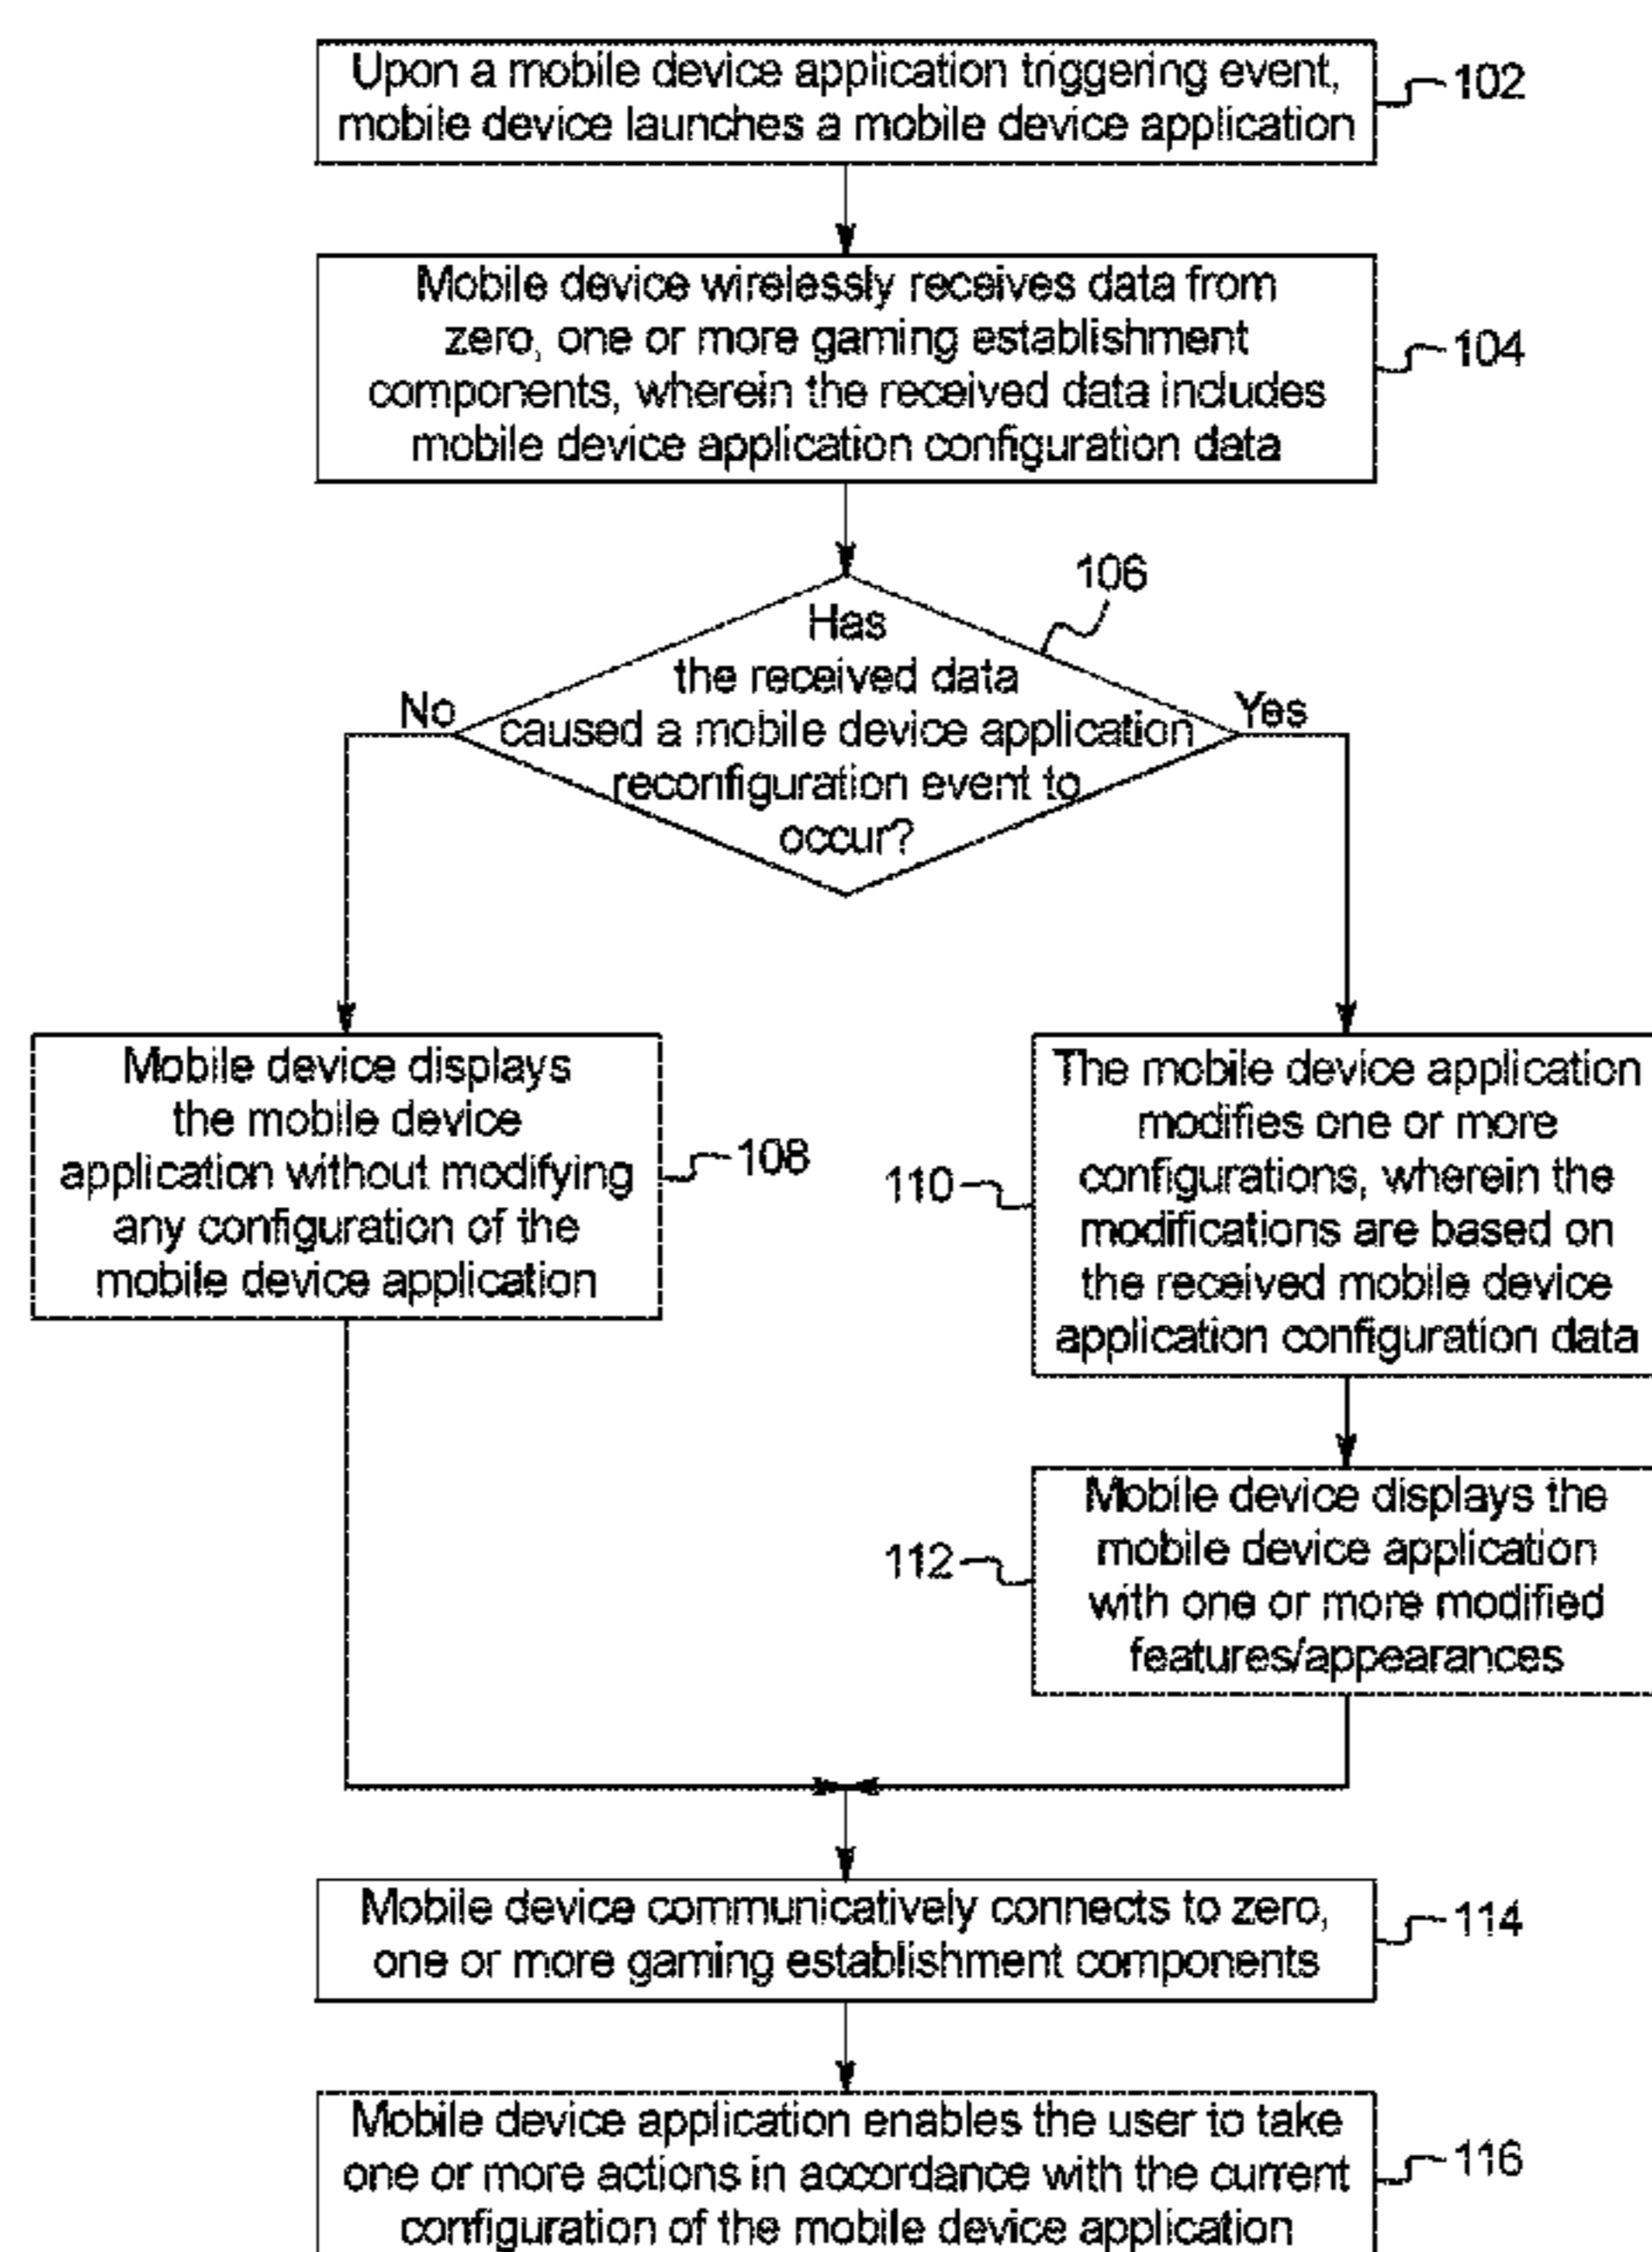 Upon a mobile device application triggering event,
mobile device launches a mobile device application
102
Mobile device wirelessly receives data from
zero, one or more gaming establishment
components, wherein the received data includes
mobile device application configuration data
104
106
Has
the received data
caused a mobile device application
reconfiguration event to
occur?
No
Yes
Mobile device displays
the mobile device
application without modifying
any configuration of the
mobile device application
108
The mobile device application
modifies one or more
configurations, wherein the
modifications are based on
the received mobile device
application configuration data
110
Mobile device displays the
mobile device application
with one or more modified
features/appearances
112
Mobile device communicatively connects to zero,
one or more gaming establishment components
114
Mobile device application enables the user to take
one or more actions in accordance with the current
configuration of the mobile device application
116